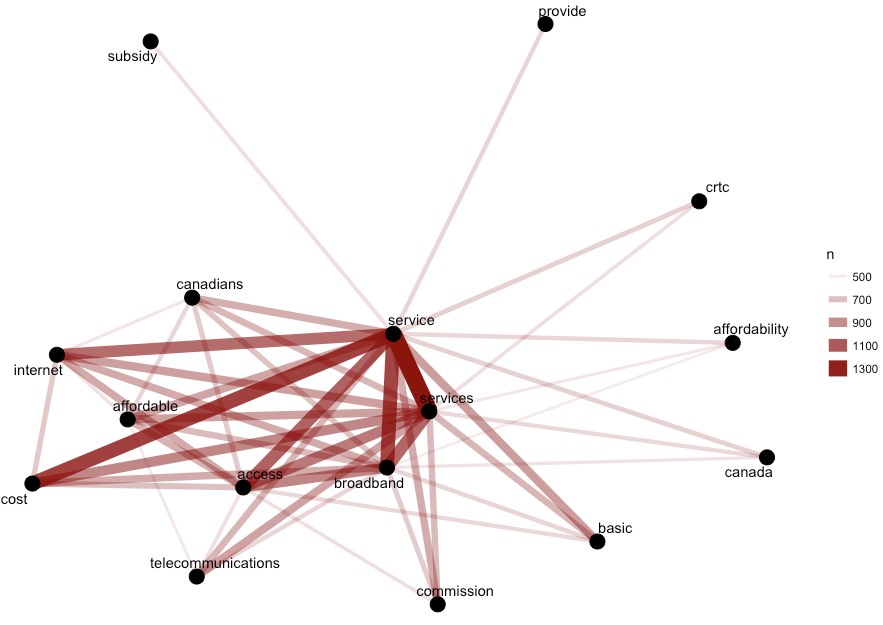 provide
subsidy
crtc
n
500
canadians
700
service
900
affordability
1100
internet
1300
services
affordable
canada
access
broadband
cost
basic
telecommunications
commission